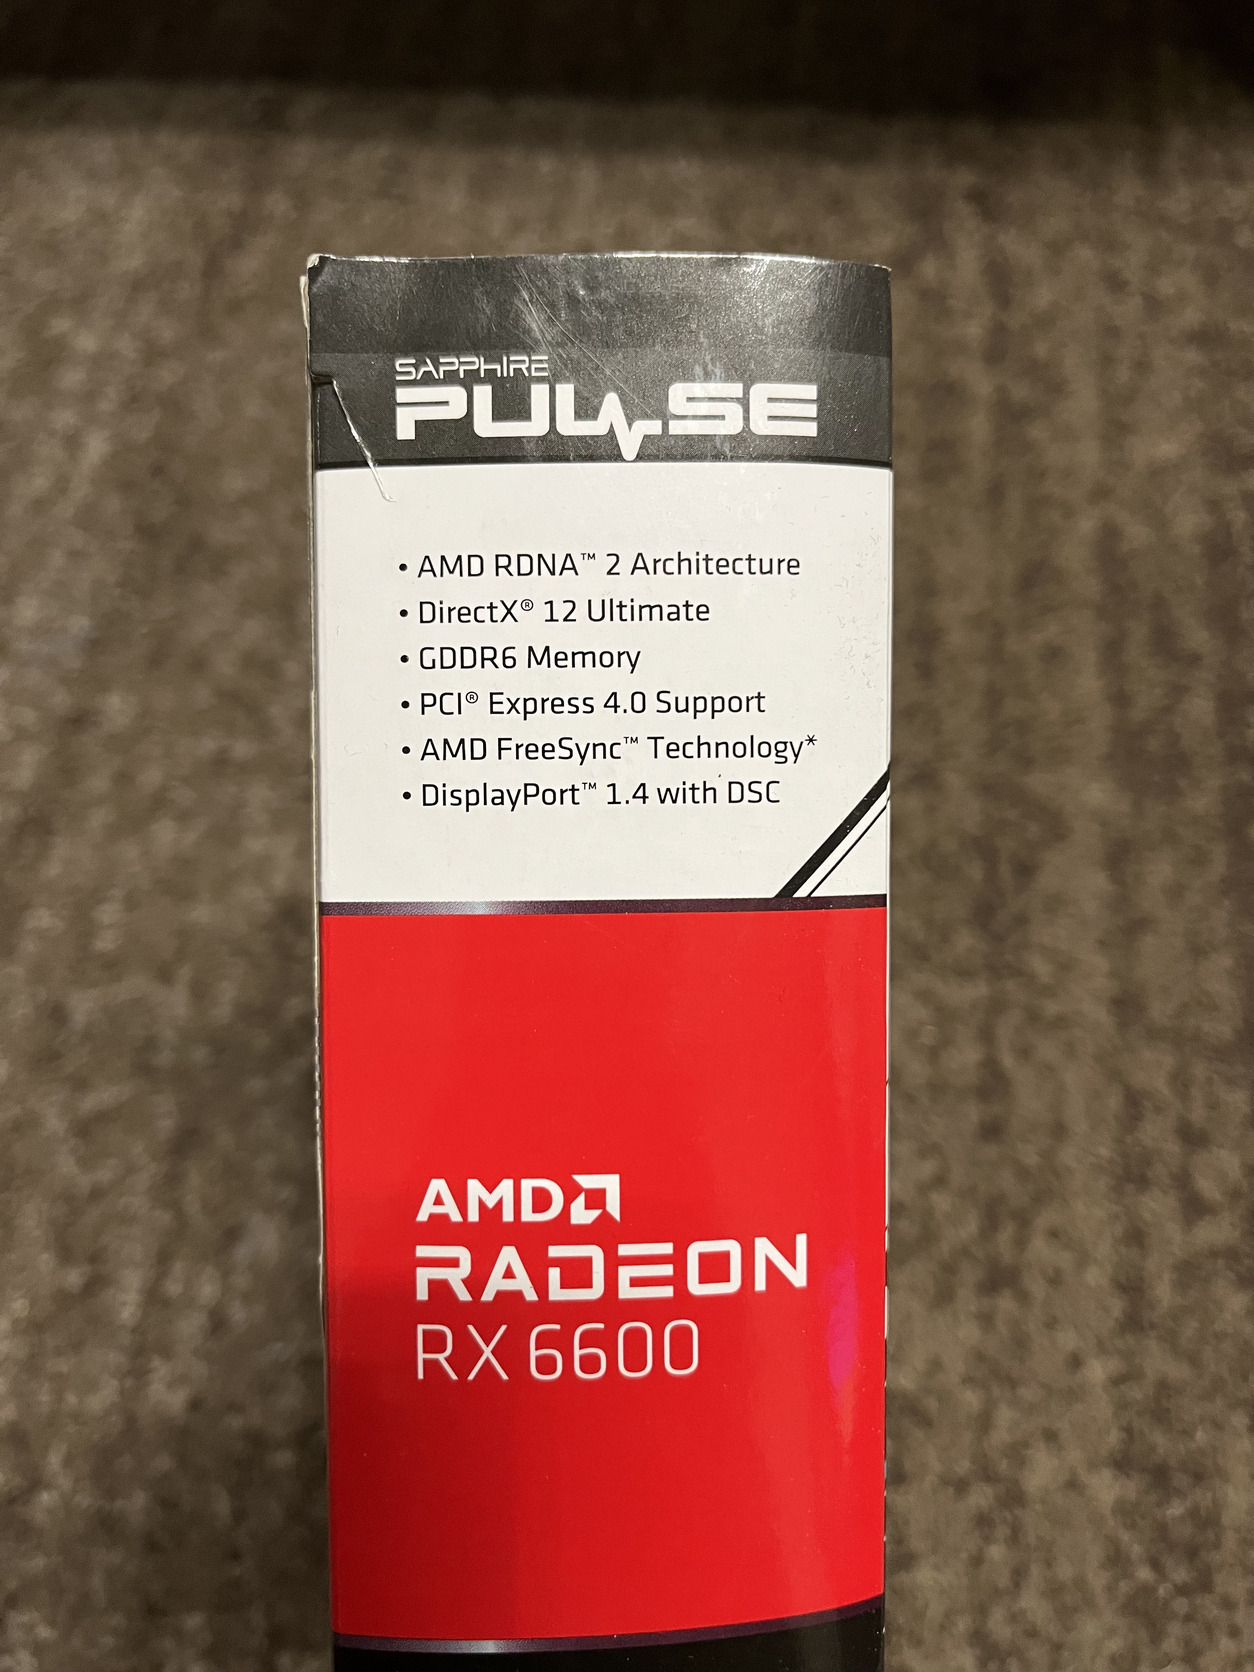 SAPPHIRE
PULSE
• AMD RDNA™ 2 Architecture
• DirectX® 12 Ultimate
• GDDR6 Memory
• PCI® Express 4.0 Support
• AMD FreeSync™ Technology*
• DisplayPort™ 1.4 with DSC
AMD
RADEON
RX 6600